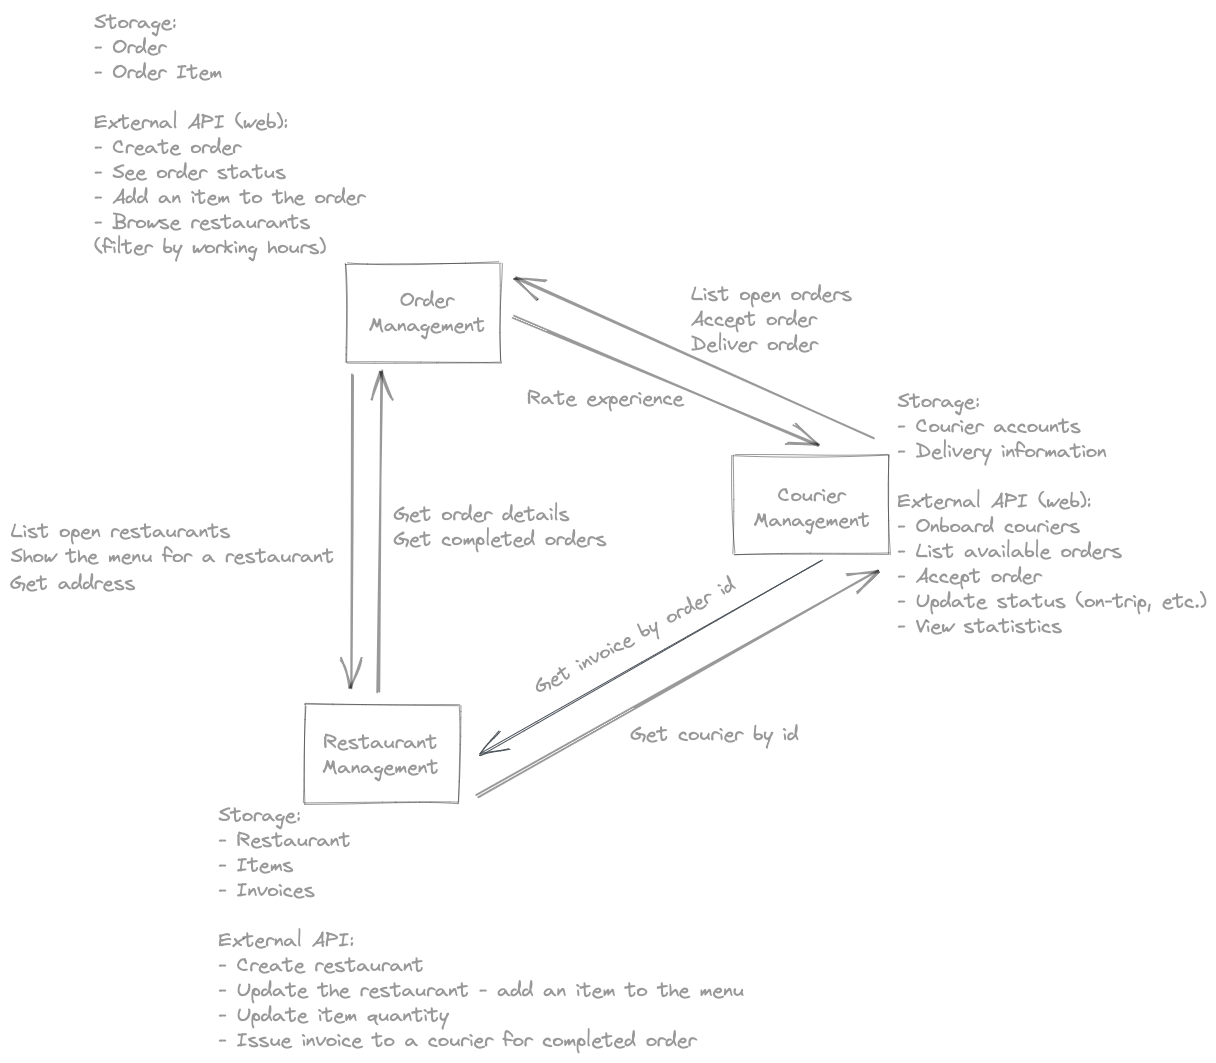 Storage:
- Order
- Order Item
External API (web):
- Create order
- See order status
- Add an item to the order
- Browse restaurants
(filter by working hours)
Order
Management
List open orders
Accept order
Deliver order
Rate experience
Storage:
- Courier accounts
- Delivery information
Courier
Management
External API (web):
- Onboard couriers
- List available orders
- Accept order
- Update status (on-trip, etc.)
- View statistics
List open restaurants
Show the menu for a restaurant
Get address
Get order details
Get completed orders
Get invoice by order id
Get courier by id
Restaurant
Management
Storage:
- Restaurant
- Items
- Invoices
External API:
- Create restaurant
- Update the restaurant - add an item to the menu
- Update item quantity
- Issue invoice to a courier for completed order